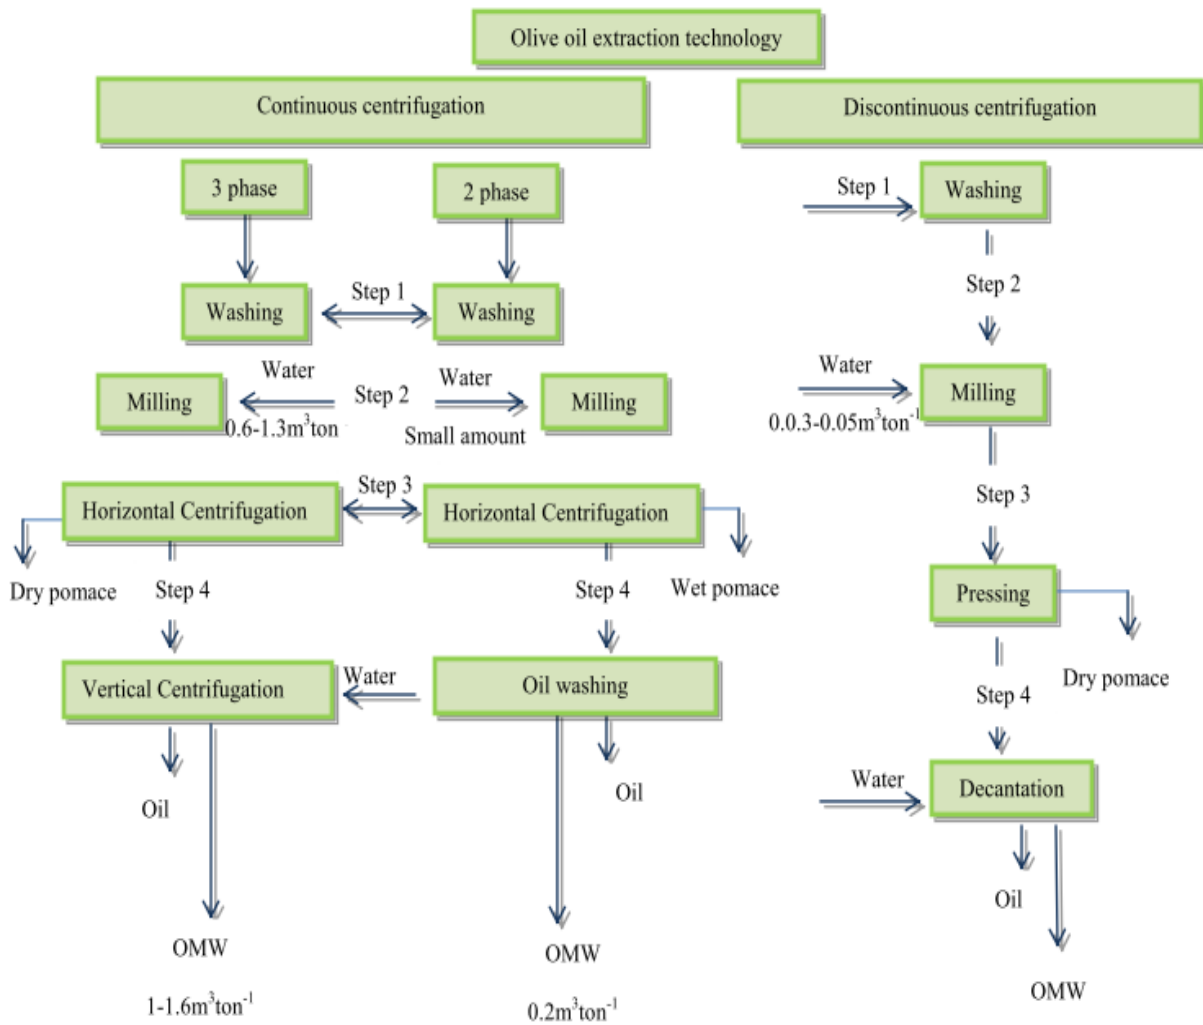 Olive oil extraction technology
Continuous centrifugation
Discontinuous centrifugation
3 phase
2 phase
Step 1
Washing
Step 2
Washing
Step 1
Washing
Milling
Water
0.6-1.3m³ton
Step 2
Water
Small amount
Milling
Water
0.0.3-0.05m³ton⁻¹
Milling
Step 3
Horizontal Centrifugation
Step 3
Horizontal Centrifugation
Dry pomace
Step 4
Step 4
Wet pomace
Pressing
Dry pomace
Step 4
Vertical Centrifugation
Water
Oil washing
Oil
Oil
Water
Decantation
Oil
OMW
OMW
OMW
1-1.6m³ton⁻¹
0.2m³ton⁻¹